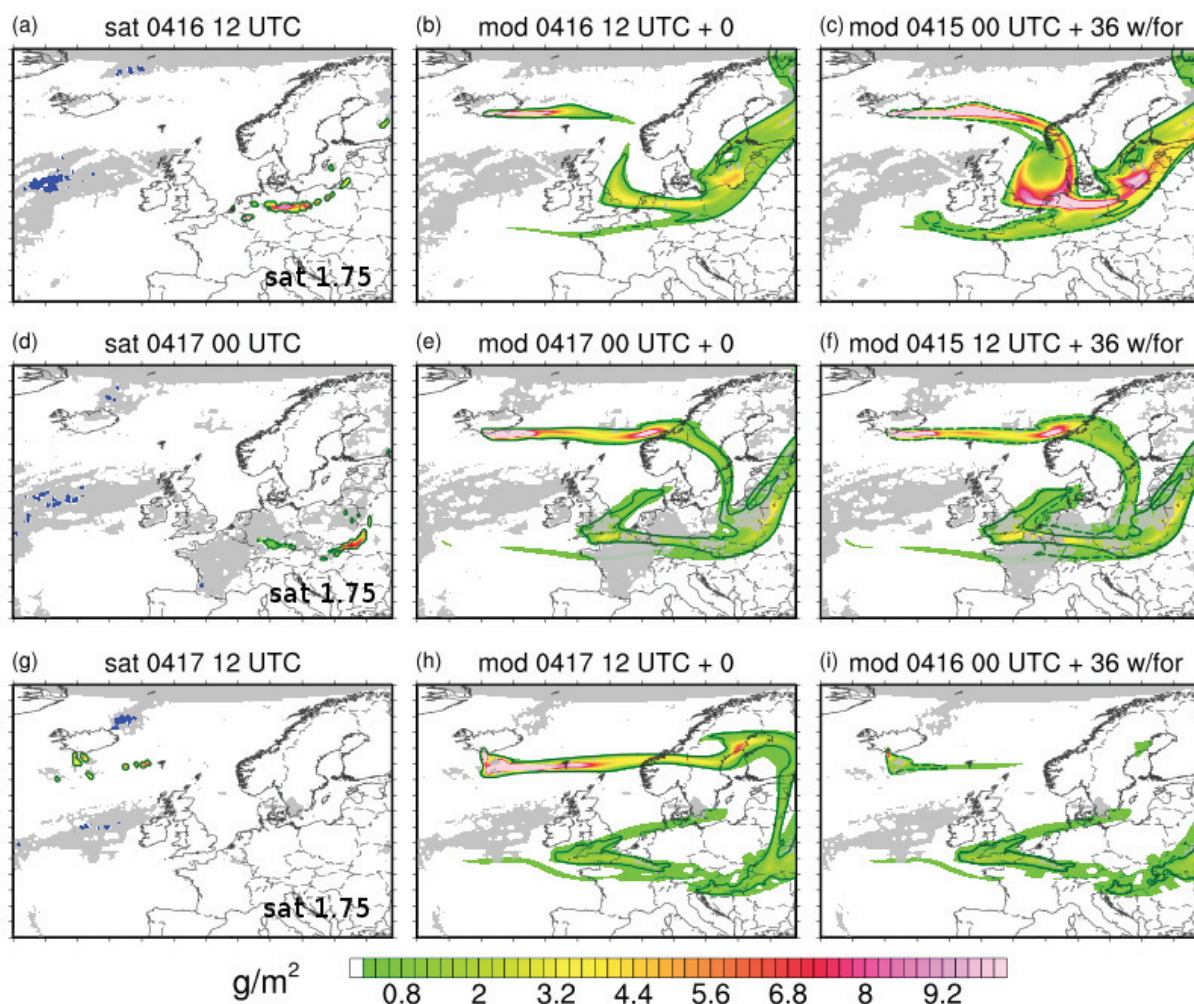 (a) sat 0416 12 UTC
(b) mod 0416 12 UTC + 0
(c) mod 0415 00 UTC + 36 w/for
sat 1.75
(d) sat 0417 00 UTC
(e) mod 0417 00 UTC + 0
(f) mod 0415 12 UTC + 36 w/for
sat 1.75
(g) sat 0417 12 UTC
(h) mod 0417 12 UTC + 0
(i) mod 0416 00 UTC + 36 w/for
sat 1.75
g/m²
0.8 2 3.2 4.4 5.6 6.8 8 9.2